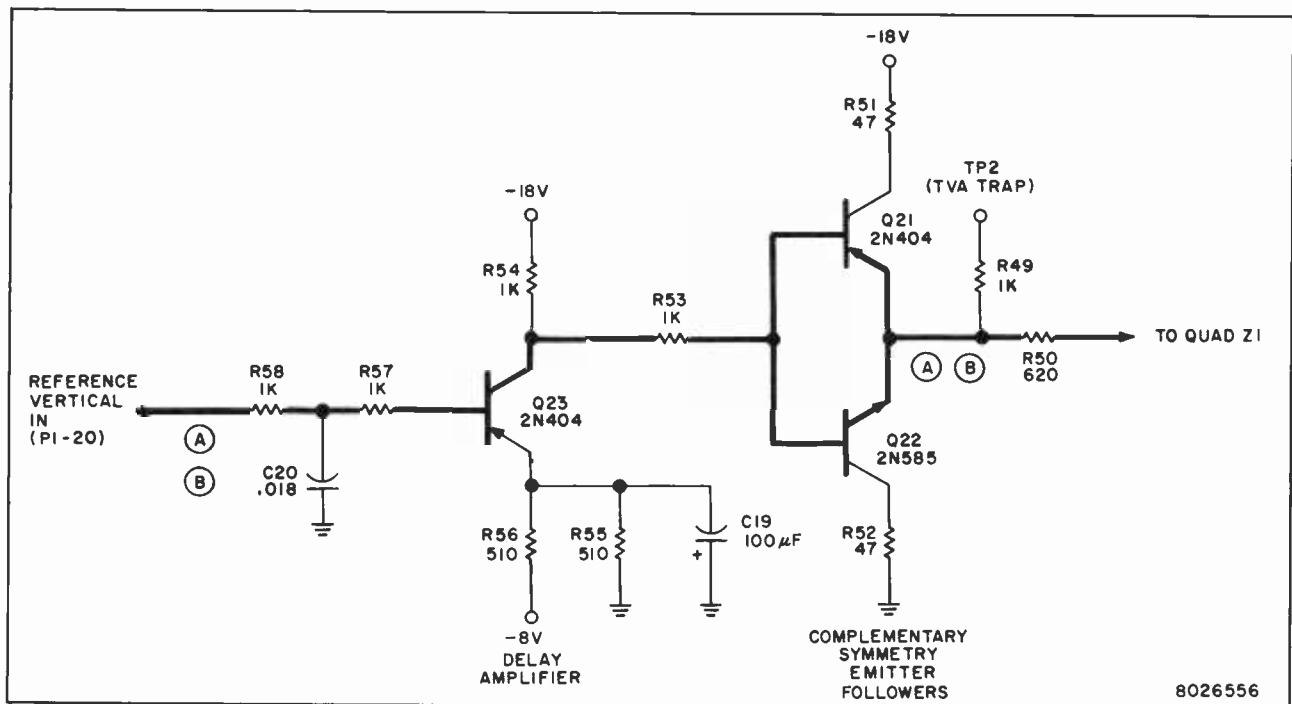 -18V
R51
47
TP2
(TVA TRAP)
-18V
Q21
2N404
R54
1K
R53
1K
R49
1K
TO QUAD Z1
R50
620
A
B
REFERENCE
VERTICAL
IN
(P1-20)
R58
1K
R57
1K
Q23
2N404
A
B
C20
.018
Q22
2N585
R56
510
R55
510
C19
100µF
+
R52
47
-8V
DELAY
AMPLIFIER
COMPLEMENTARY
SYMMETRY
EMITTER
FOLLOWERS
8026556